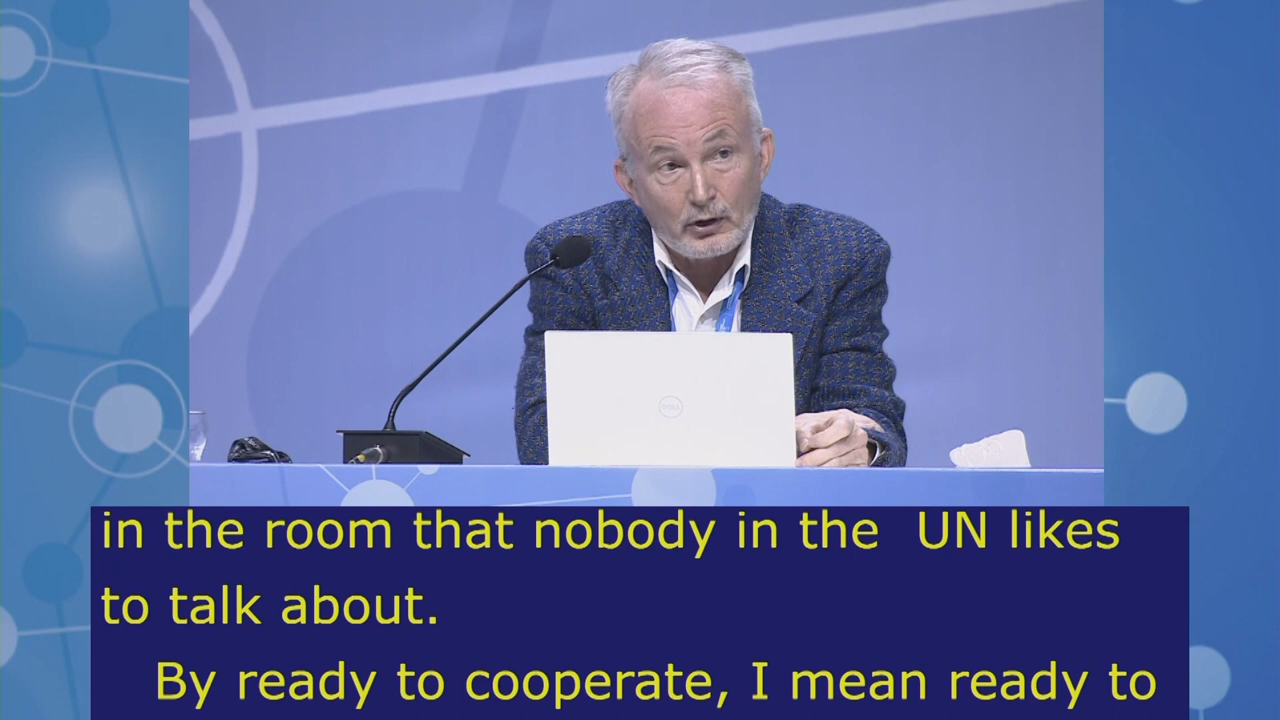 DELL
in the room that nobody in the  UN likes
to talk about.
By ready to cooperate, I mean ready to